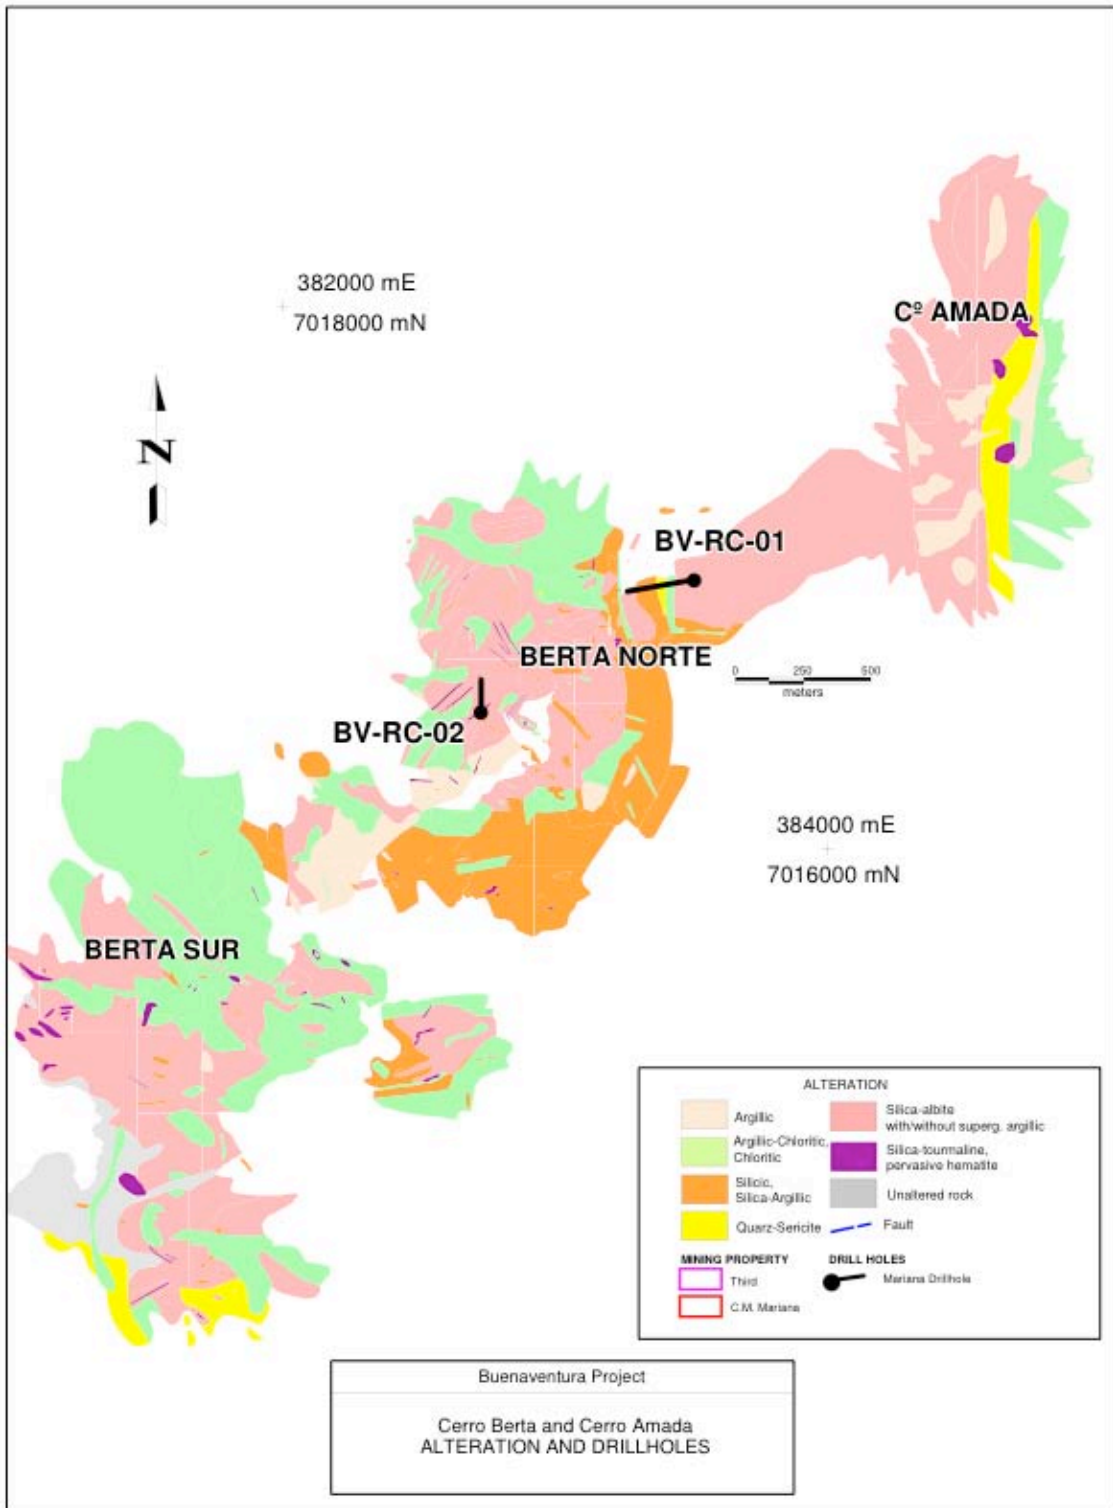 382000 mE
7018000 mN
Cº AMADA
N
BV-RC-01
BERTA NORTE
0 250 500
meters
BV-RC-02
384000 mE
7016000 mN
BERTA SUR
ALTERATION
Argillic
Silica-albite
with/without superg. argillic
Argillic-Chloritic,
Chloritic
Silica-tourmaline,
pervasive hematite
Silicic,
Silica-Argillic
Unaltered rock
Quarz-Sericite
Fault
MINING PROPERTY
DRILL HOLES
Third
Mariana Drillhole
C.M. Mariana
Buenaventura Project
Cerro Berta and Cerro Amada
ALTERATION AND DRILLHOLES